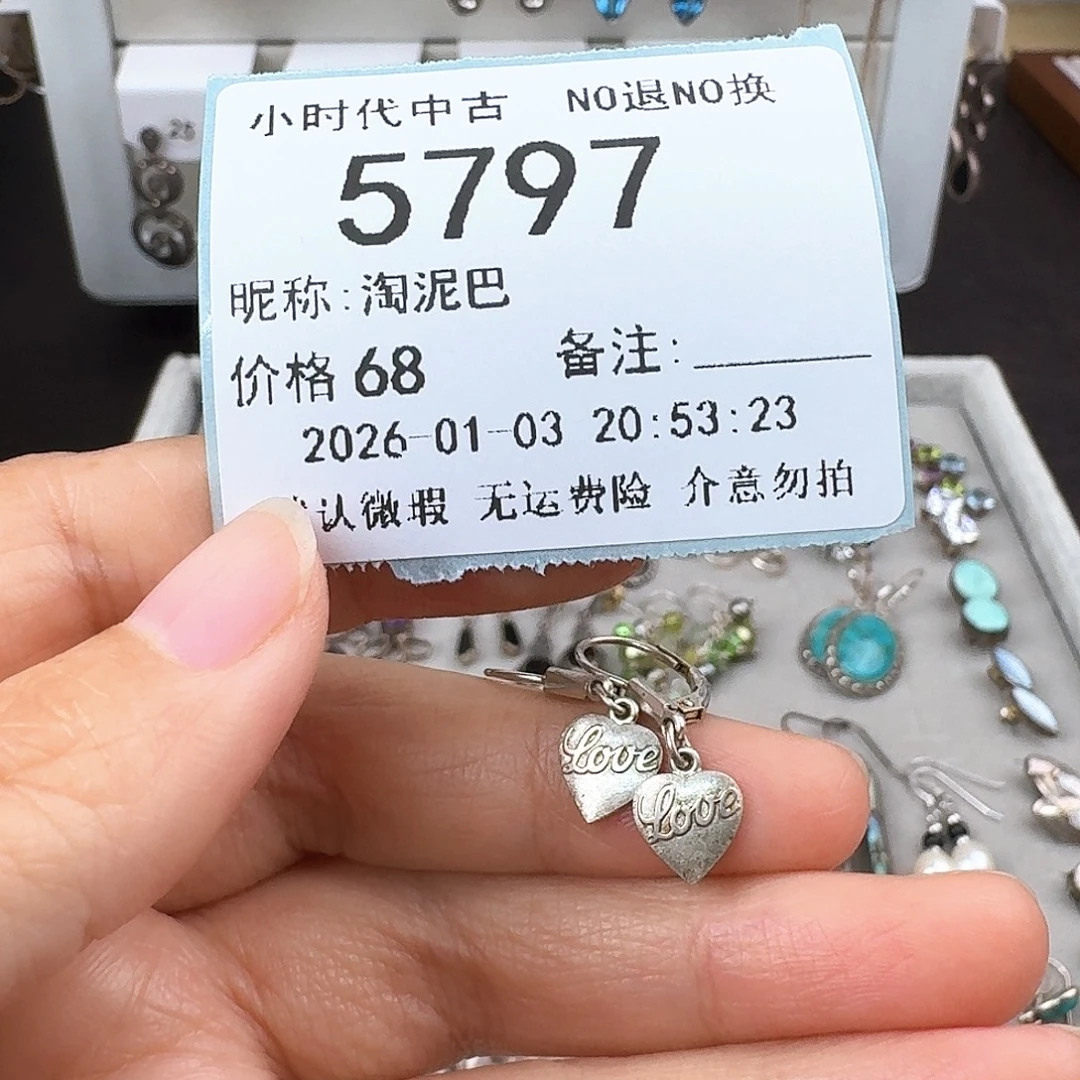 小时代中古 NO退NO换
5797
昵称:淘泥巴
价格 68 备注:
2026-01-03 20:53:23
认微瑕 无运费险 介意勿拍
26
Love
Love